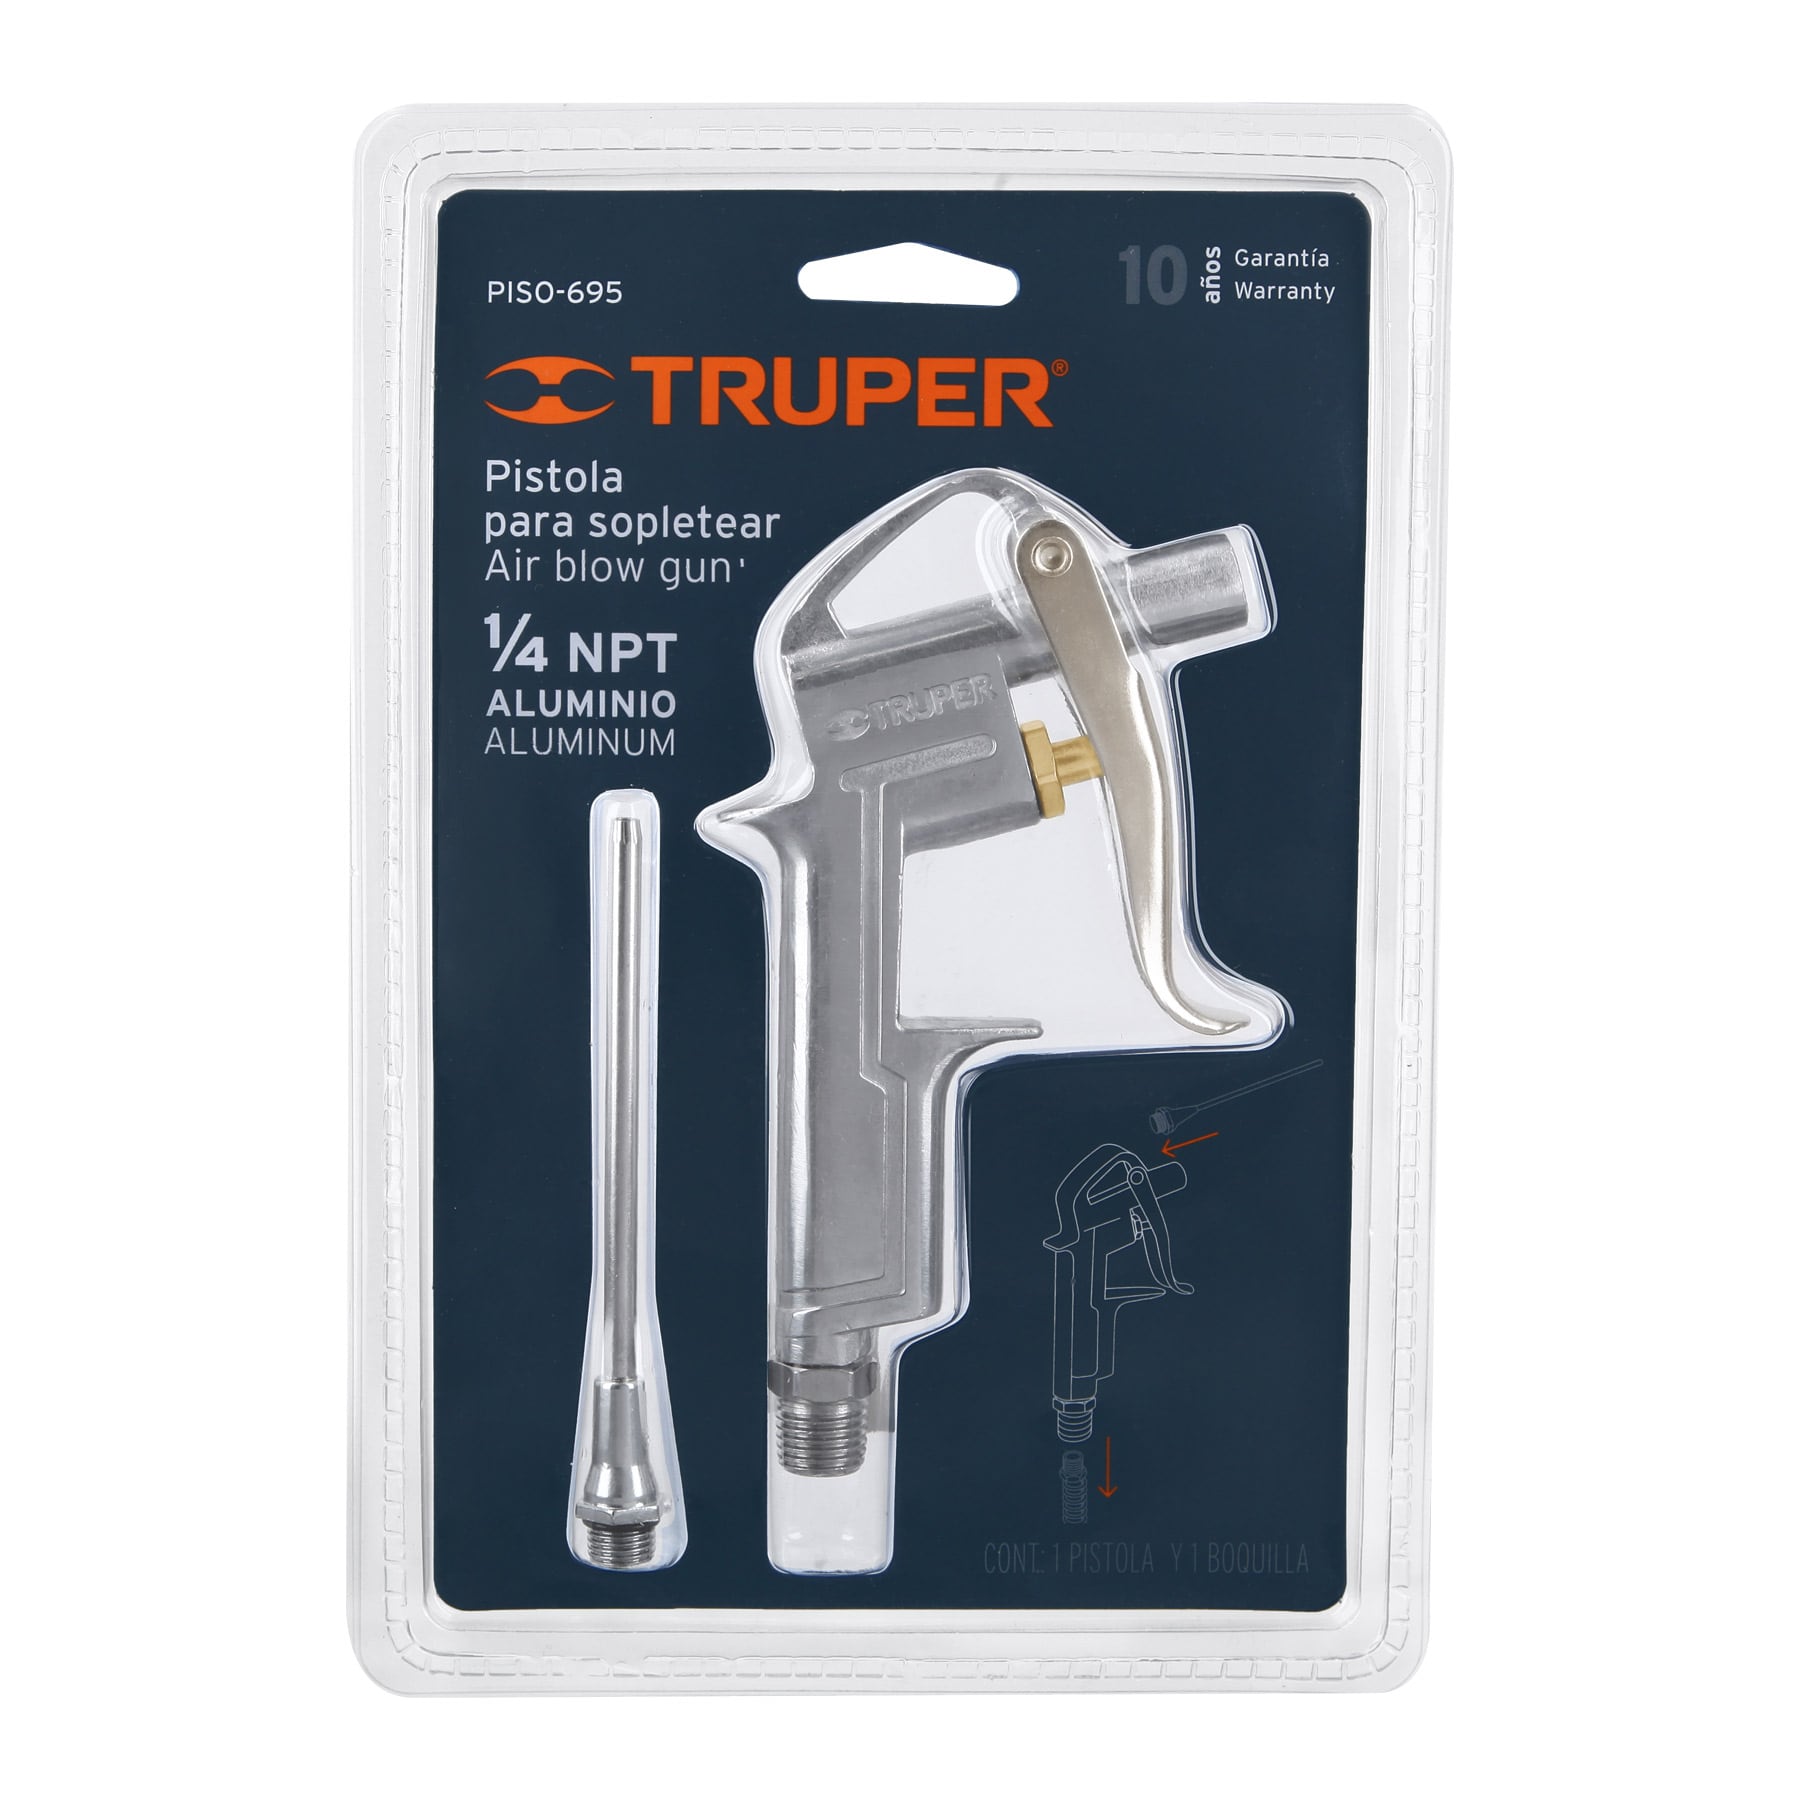 PISO-695
10 años Garantía
Warranty
TRUPER®
Pistola
para sopletear
Air blow gun
1/4 NPT
ALUMINIO
ALUMINUM
TRUPER
CONT.: 1 PISTOLA Y 1 BOQUILLA